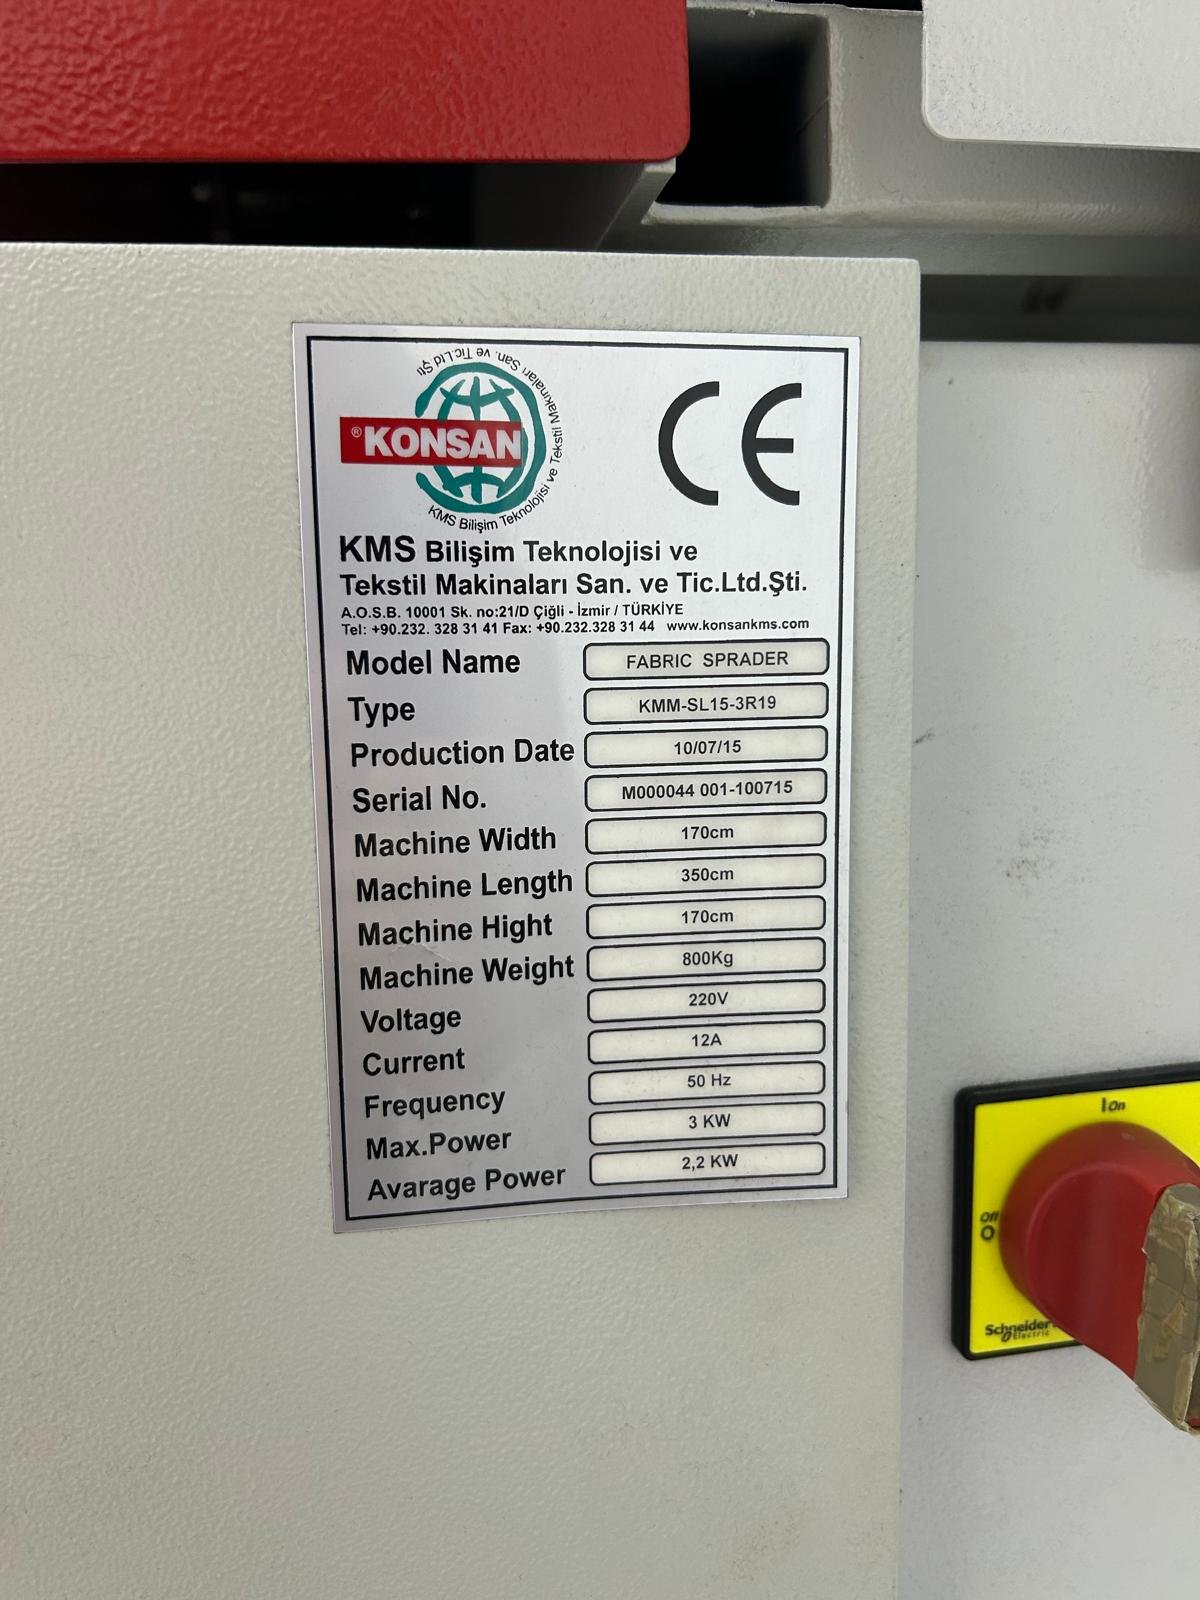 KMS Bilişim Teknolojisi ve Tekstil Makinaları San. ve Tic.Ltd Şti
®KONSAN
CE
KMS Bilişim Teknolojisi ve
Tekstil Makinaları San. ve Tic.Ltd.Şti.
A.O.S.B. 10001 Sk. no:21/D Çiğli - İzmir / TÜRKİYE
Tel: +90.232. 328 31 41 Fax: +90.232.328 31 44 www.konsankms.com
Model Name FABRIC SPRADER
Type KMM-SL15-3R19
Production Date 10/07/15
Serial No. M000044 001-100715
Machine Width 170cm
Machine Length 350cm
Machine Hight 170cm
Machine Weight 800Kg
Voltage 220V
Current 12A
Frequency 50 Hz
Max.Power 3 KW
Avarage Power 2,2 KW
I On
Off
O
Schneider
Electric